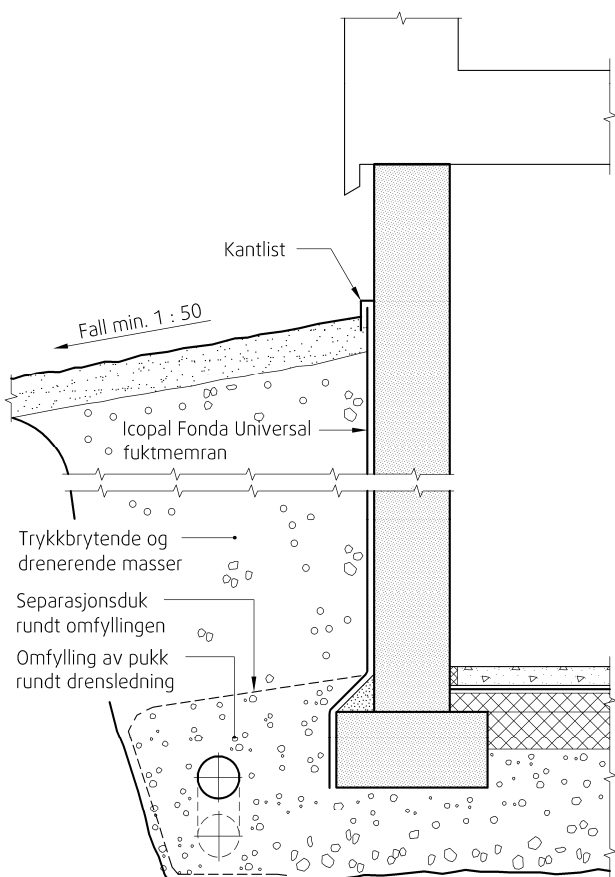 Kantlist
Fall min. 1 : 50
Icopal Fonda Universal
fuktmemran
Trykkbrytende og
drenerende masser
Separasjonsduk
rundt omfyllingen
Omfylling av pukk
rundt drensledning